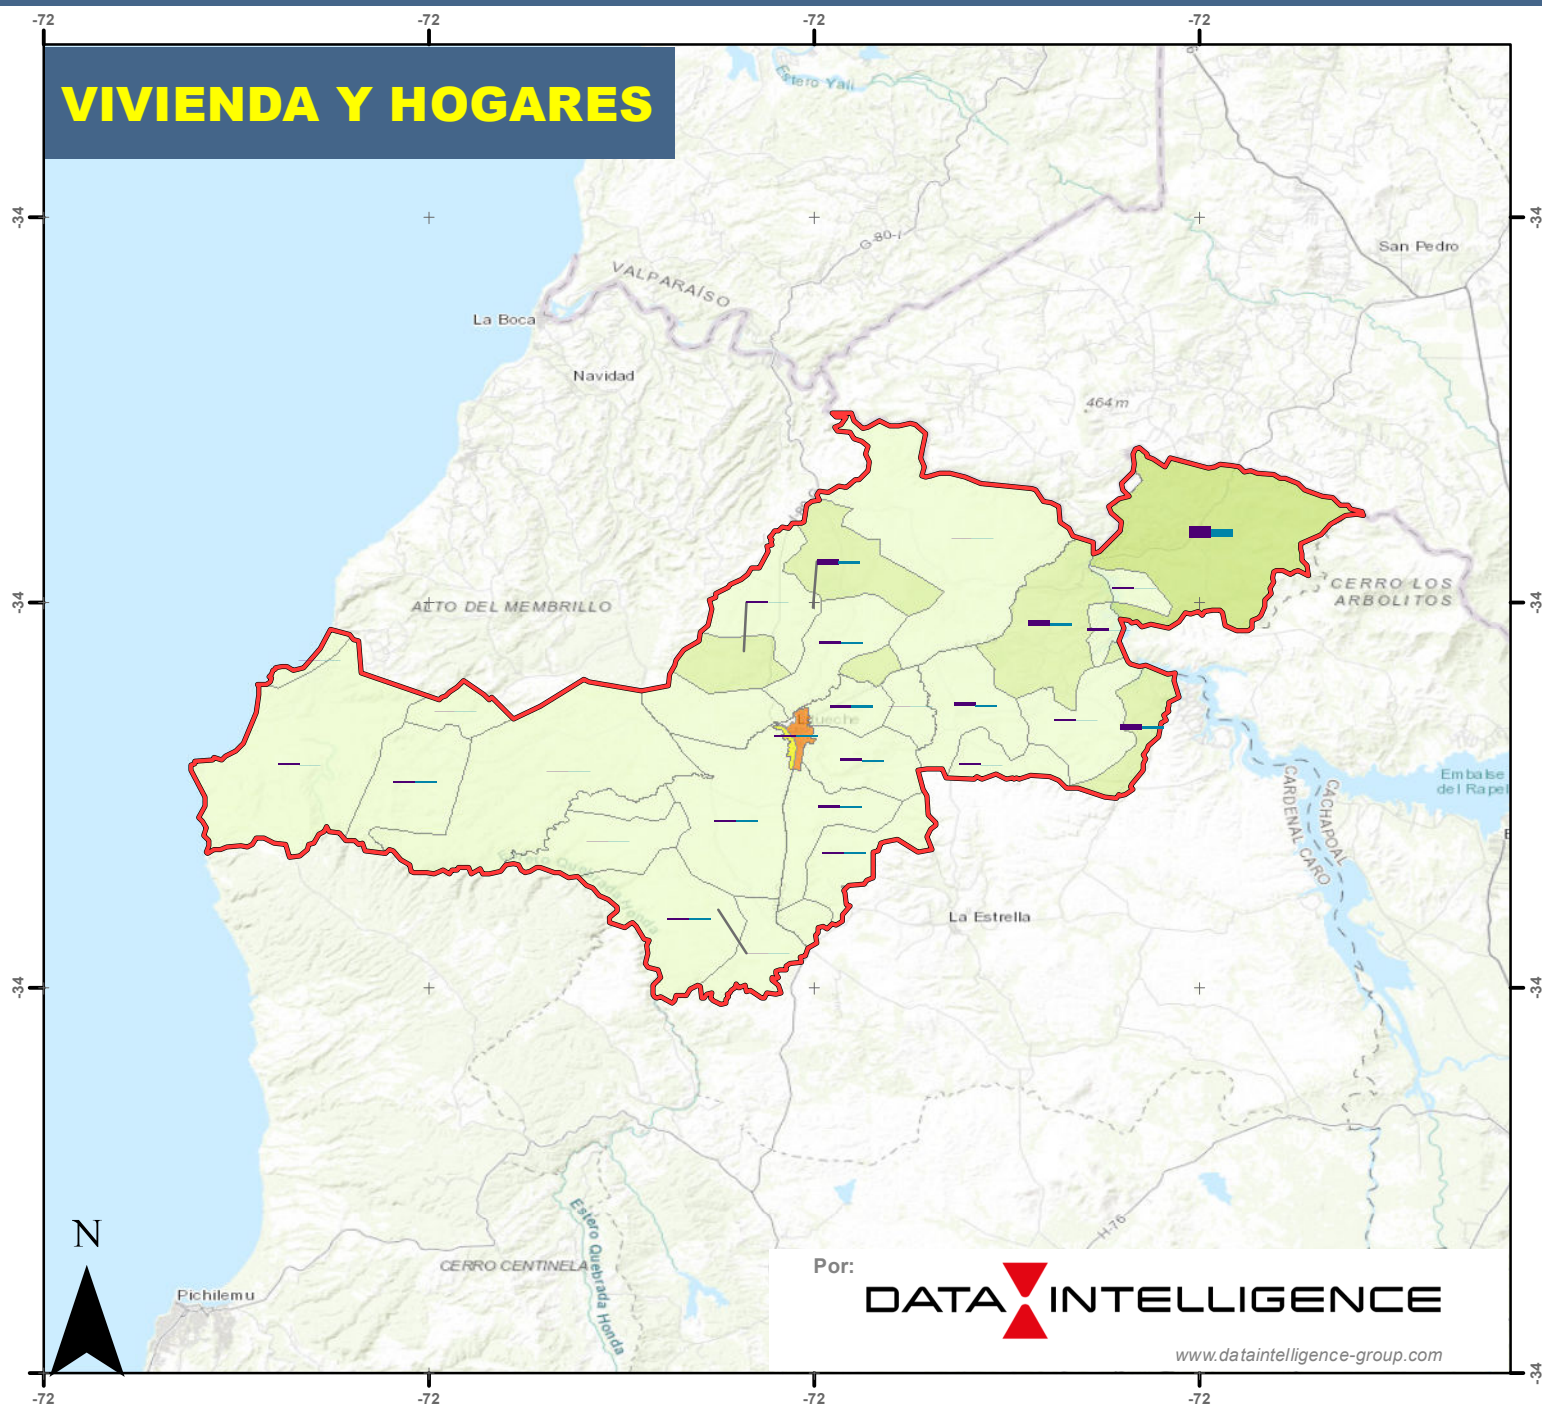 -72 -72 -72 -72
VIVIENDA Y HOGARES
Estero Yali
-34 -34
G-80-I
San Pedro
VALPARAÍSO
La Boca
Navidad
464 m
-34 -34
ALTO DEL MEMBRILLO
CERRO LOS
ARBOLITOS
Litueche
Embalse
del Rapel
CACHAPOAL
CARDENAL CARO
La Estrella
-34 -34
H-76
Estero Quebrada Honda
N
CERRO CENTINELA
Pichilemu
Por:
DATA INTELLIGENCE
www.dataintelligence-group.com
-34
-72 -72 -72 -72